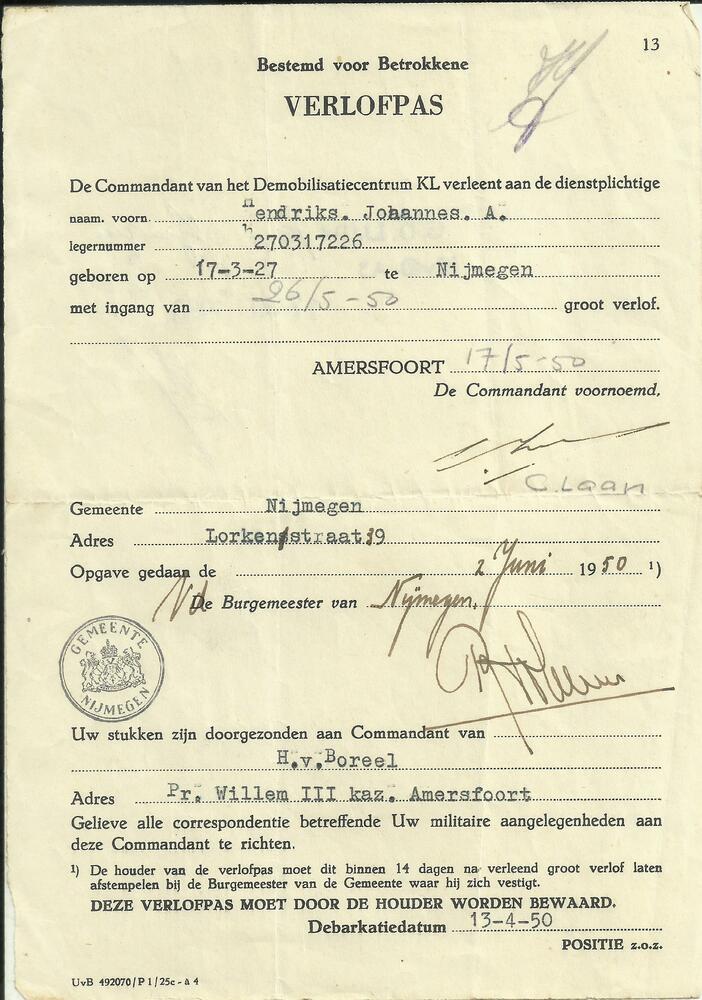 13
Bestemd voor Betrokkene
VERLOFPAS
De Commandant van het Demobilisatiecentrum KL verleent aan de dienstplichtige
naam. voorn. Hendriks. Johannes. A.
legernummer 270317226
geboren op 17-3-27 te Nijmegen
met ingang van 26/5-50 groot verlof.
AMERSFOORT 17/5-50
De Commandant voornoemd,
C. Laan
Gemeente Nijmegen
Adres Lorkenstraat 39
Opgave gedaan de 2 Juni 1950 ¹)
De Burgemeester van Nijmegen,
GEMEENTE NIJMEGEN
Uw stukken zijn doorgezonden aan Commandant van
H.v.Boreel
Adres Pr. Willem III kaz. Amersfoort
Gelieve alle correspondentie betreffende Uw militaire aangelegenheden aan
deze Commandant te richten.
¹) De houder van de verlofpas moet dit binnen 14 dagen na verleend groot verlof laten
afstempelen bij de Burgemeester van de Gemeente waar hij zich vestigt.
DEZE VERLOFPAS MOET DOOR DE HOUDER WORDEN BEWAARD.
Debarkatiedatum 13-4-50
POSITIE z.o.z.
UvB 492070/P 1/25c - à 4